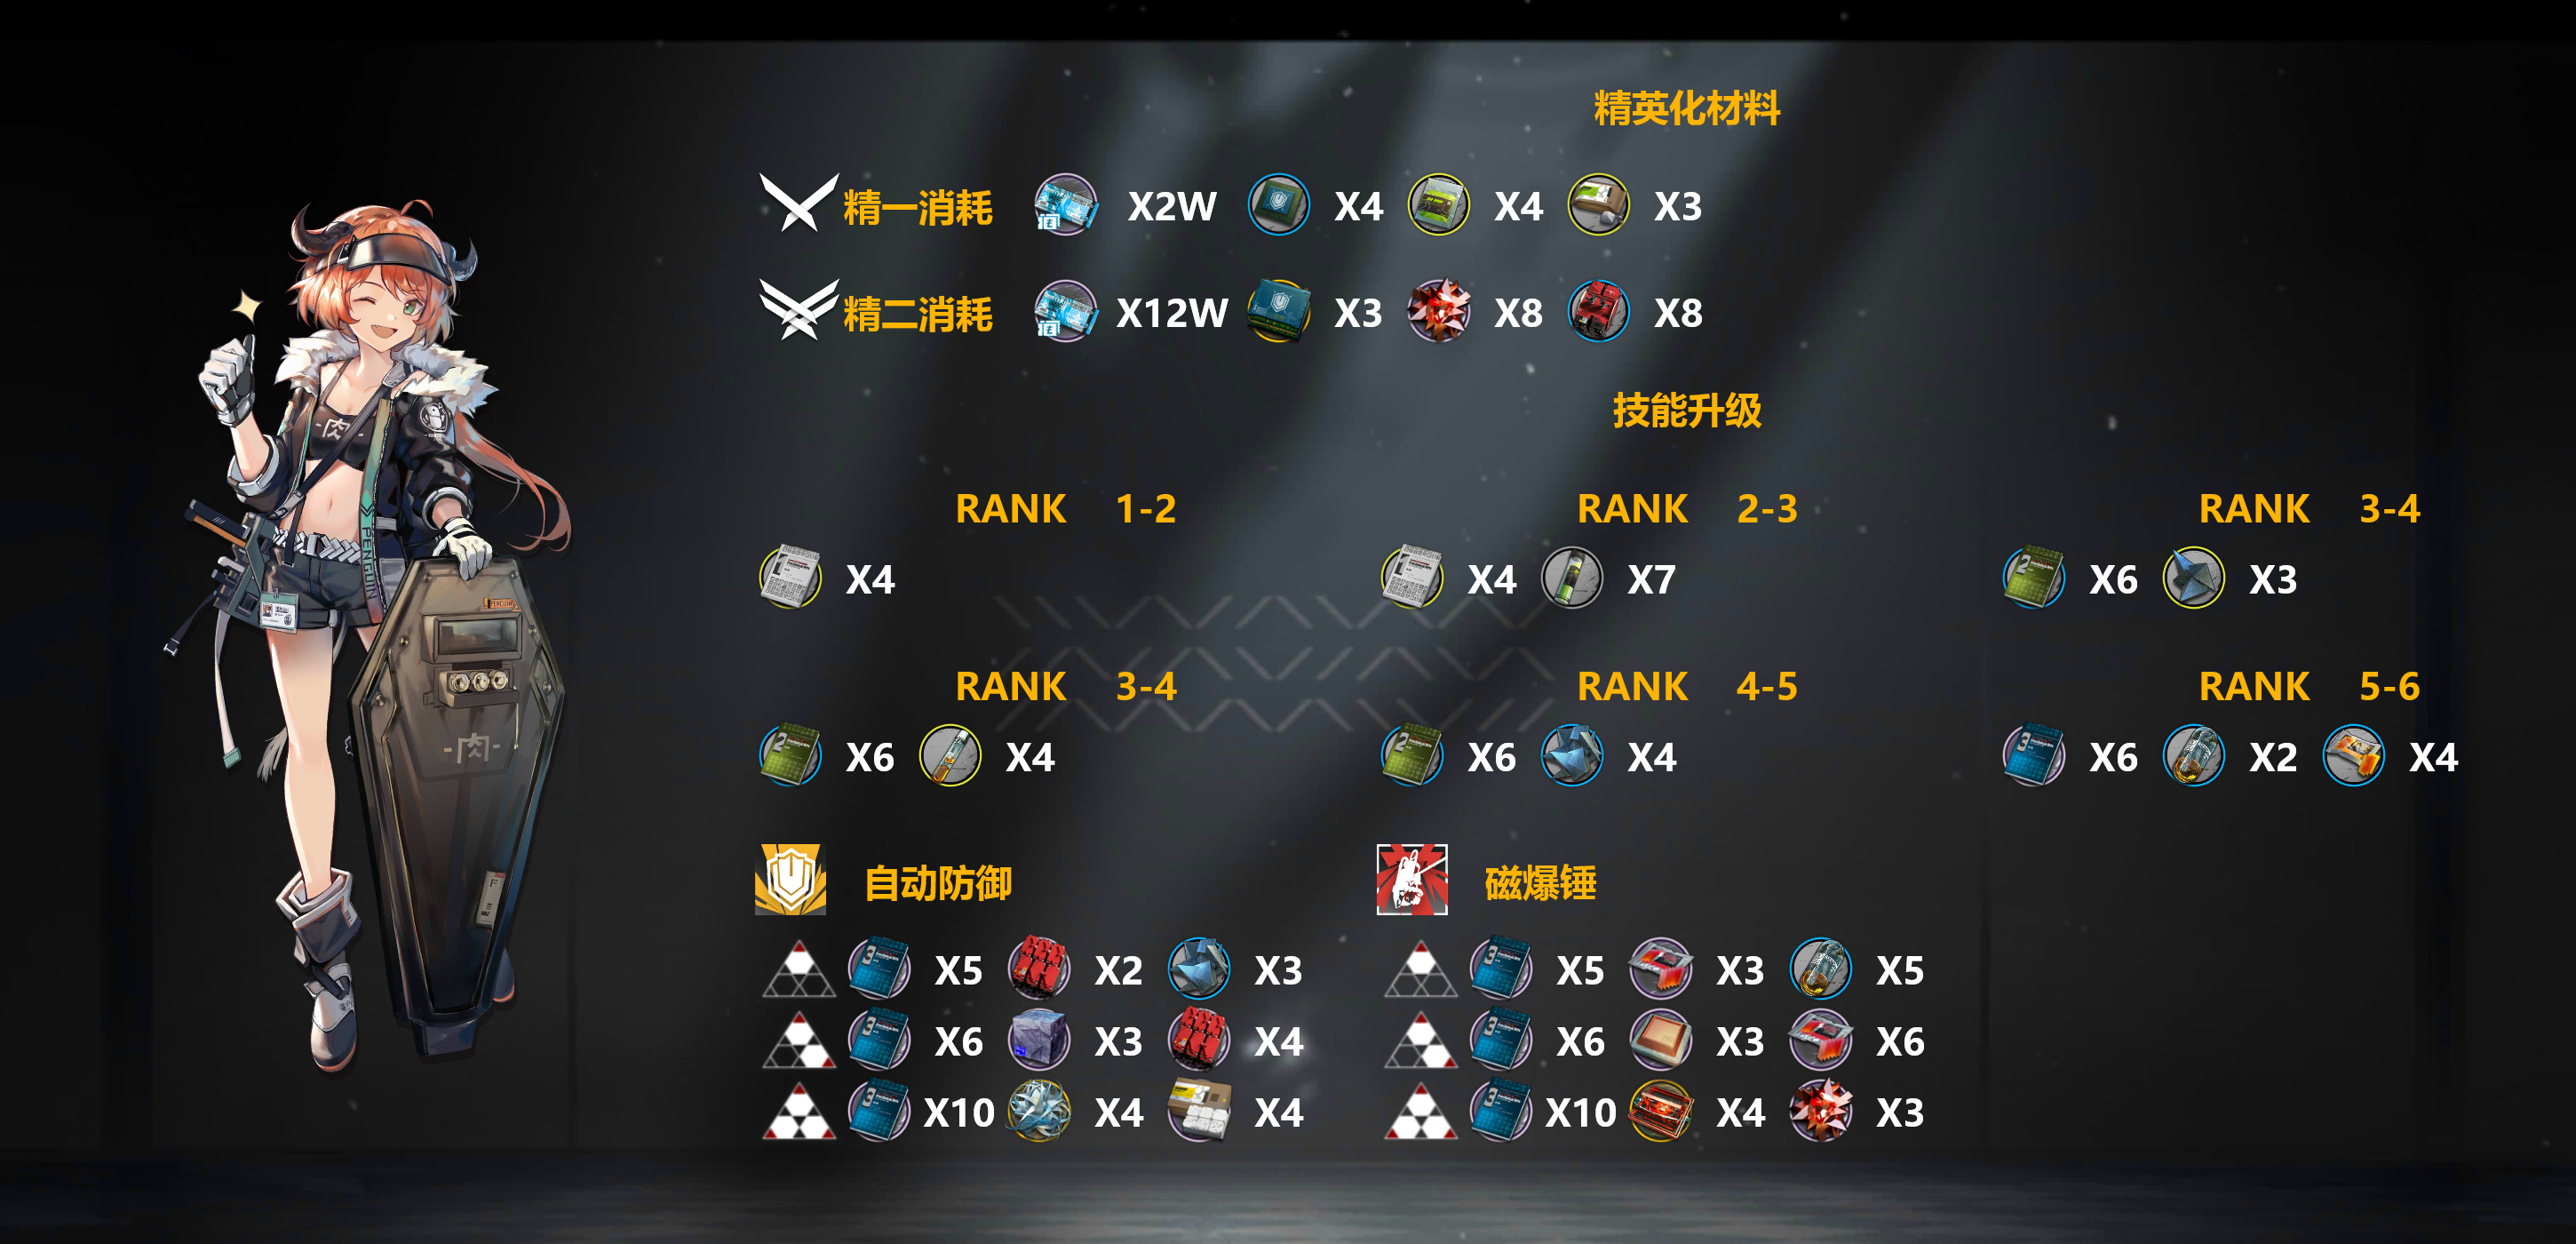 精英化材料
精一消耗 X2W X4 X4 X3
精二消耗 X12W X3 X8 X8
技能升级
RANK 1-2 RANK 2-3 RANK 3-4
X4 X4 X7 X6 X3
RANK 3-4 RANK 4-5 RANK 5-6
X6 X4 X6 X4 X6 X2 X4
自动防御 磁爆锤
X5 X2 X3 X5 X3 X5
X6 X3 X4 X6 X3 X6
X10 X4 X4 X10 X4 X3
肉
PENGUIN
-肉-